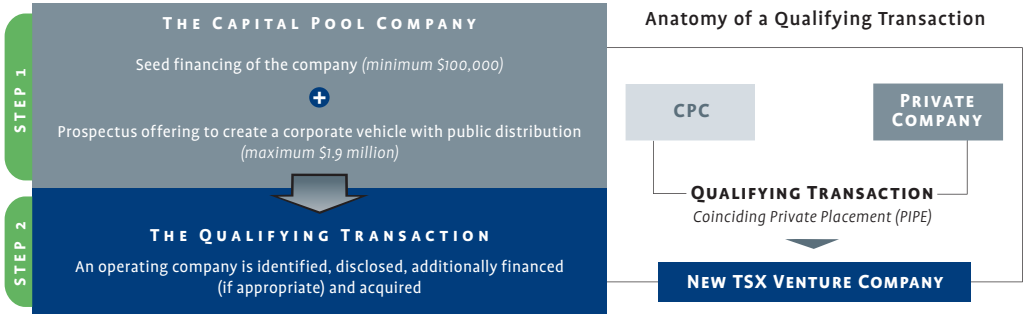 STEP 1
THE CAPITAL POOL COMPANY
Seed financing of the company (minimum $100,000)
+
Prospectus offering to create a corporate vehicle with public distribution
(maximum $1.9 million)
STEP 2
THE QUALIFYING TRANSACTION
An operating company is identified, disclosed, additionally financed
(if appropriate) and acquired
Anatomy of a Qualifying Transaction
CPC
PRIVATE
COMPANY
QUALIFYING TRANSACTION
Coinciding Private Placement (PIPE)
NEW TSX VENTURE COMPANY